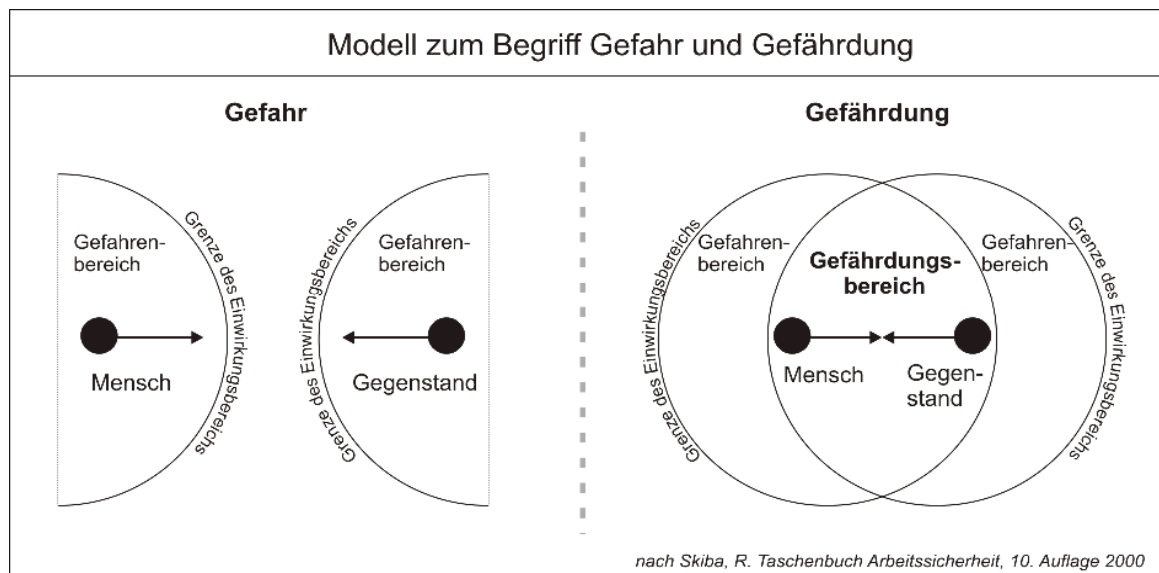 Modell zum Begriff Gefahr und Gefährdung
Gefahr
Gefahren-
bereich
Mensch
Grenze des Einwirkungsbereichs
Grenze des Einwirkungsbereichs
Gefahren-
bereich
Gegenstand
Gefährdung
Grenze des Einwirkungsbereichs
Gefahren-
bereich
Gefährdungs-
bereich
Mensch
Gegen-
stand
Gefahren-
bereich
Grenze des Einwirkungsbereichs
nach Skiba, R. Taschenbuch Arbeitssicherheit, 10. Auflage 2000